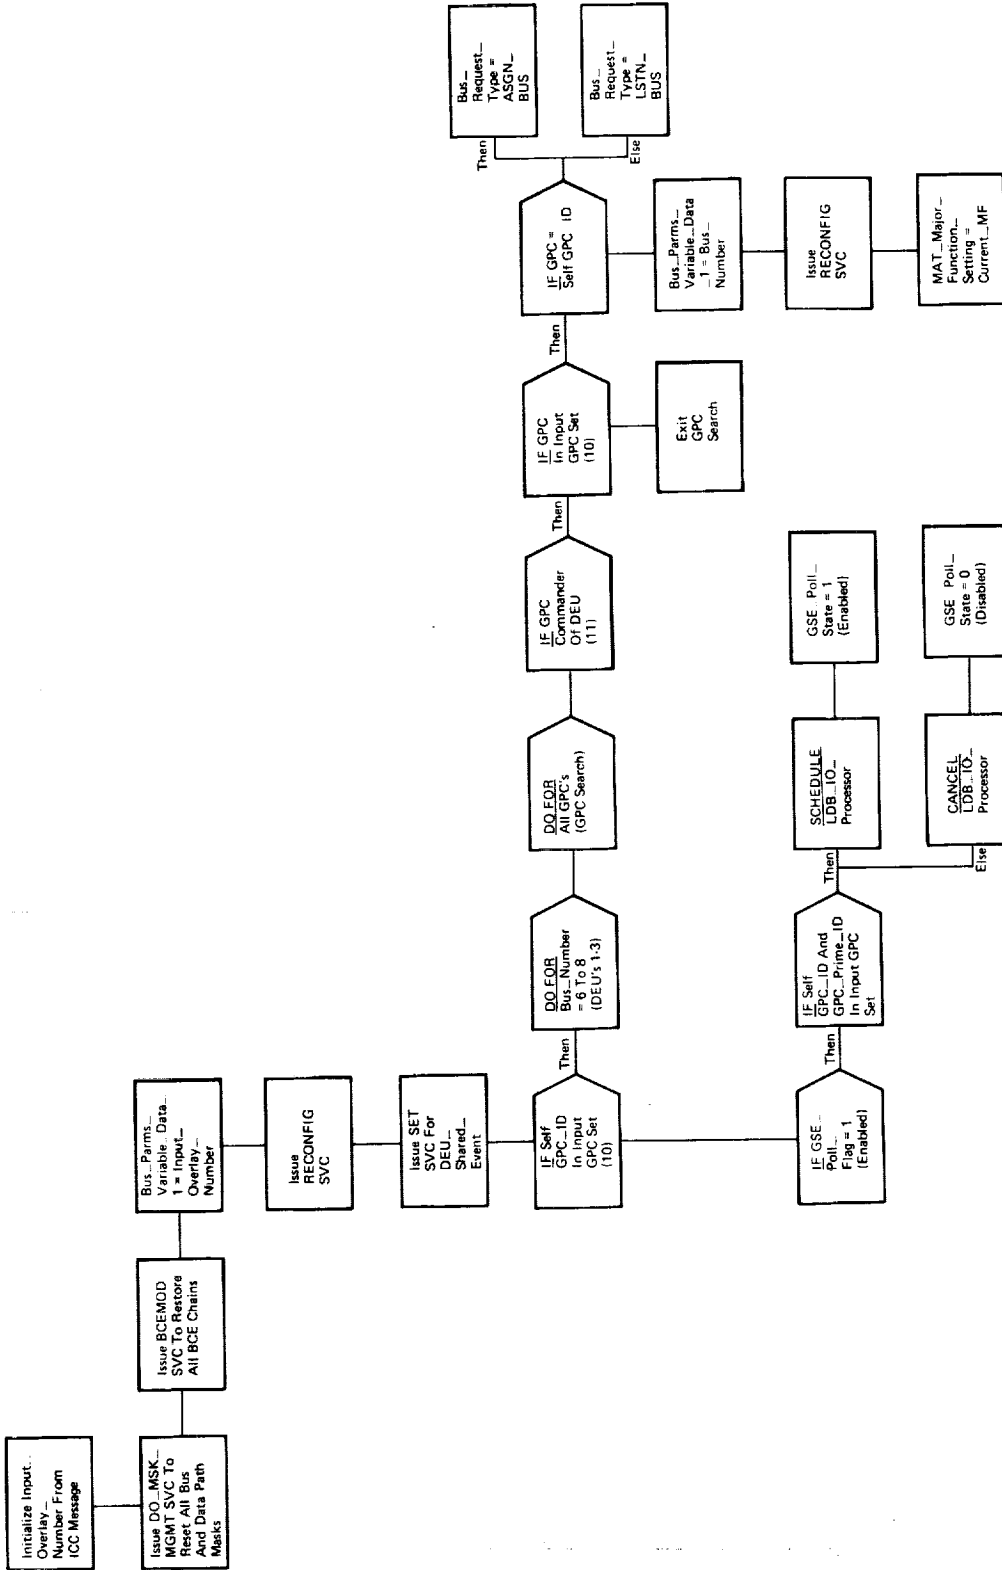 Initialize Input_
Overlay_
Number From
ICC Message
Issue DO_MSK_
MGMT SVC To
Reset All Bus
And Data Path
Masks
Issue BCEMOD
SVC To Restore
All BCE Chains
Bus_Parms_
Variable_Data_
1 = Input_
Overlay_
Number
Issue
RECONFIG
SVC
Issue SET
SVC For
DEU_
Shared_
Event
IF Self
GPC_ID
In Input
GPC Set
(10)
Then
DO FOR
Bus_Number
= 6 To 8
(DEU's 1-3)
DO FOR
All GPC's
(GPC Search)
IF GPC
Commander
Of DEU
(11)
Then
IF GPC
In Input
GPC Set
(10)
Then
IF GPC =
Self GPC ID
Then
Bus_
Request_
Type =
ASGN_
BUS
Else
Bus_
Request_
Type =
LSTN_
BUS
Bus_Parms_
Variable_Data
_1 = Bus_
Number
Issue
RECONFIG
SVC
MAT_Major_
Function_
Setting =
Current_MF
Exit
GPC
Search
IF GSE_
Poll_
Flag = 1
(Enabled)
Then
IF Self
GPC_ID And
GPC_Prime_ID
In Input GPC
Set
Then
SCHEDULE
LDB_IO_
Processor
GSE_Poll_
State = 1
(Enabled)
Else
CANCEL
LDB_IO_
Processor
GSE Poll_
State = 0
(Disabled)